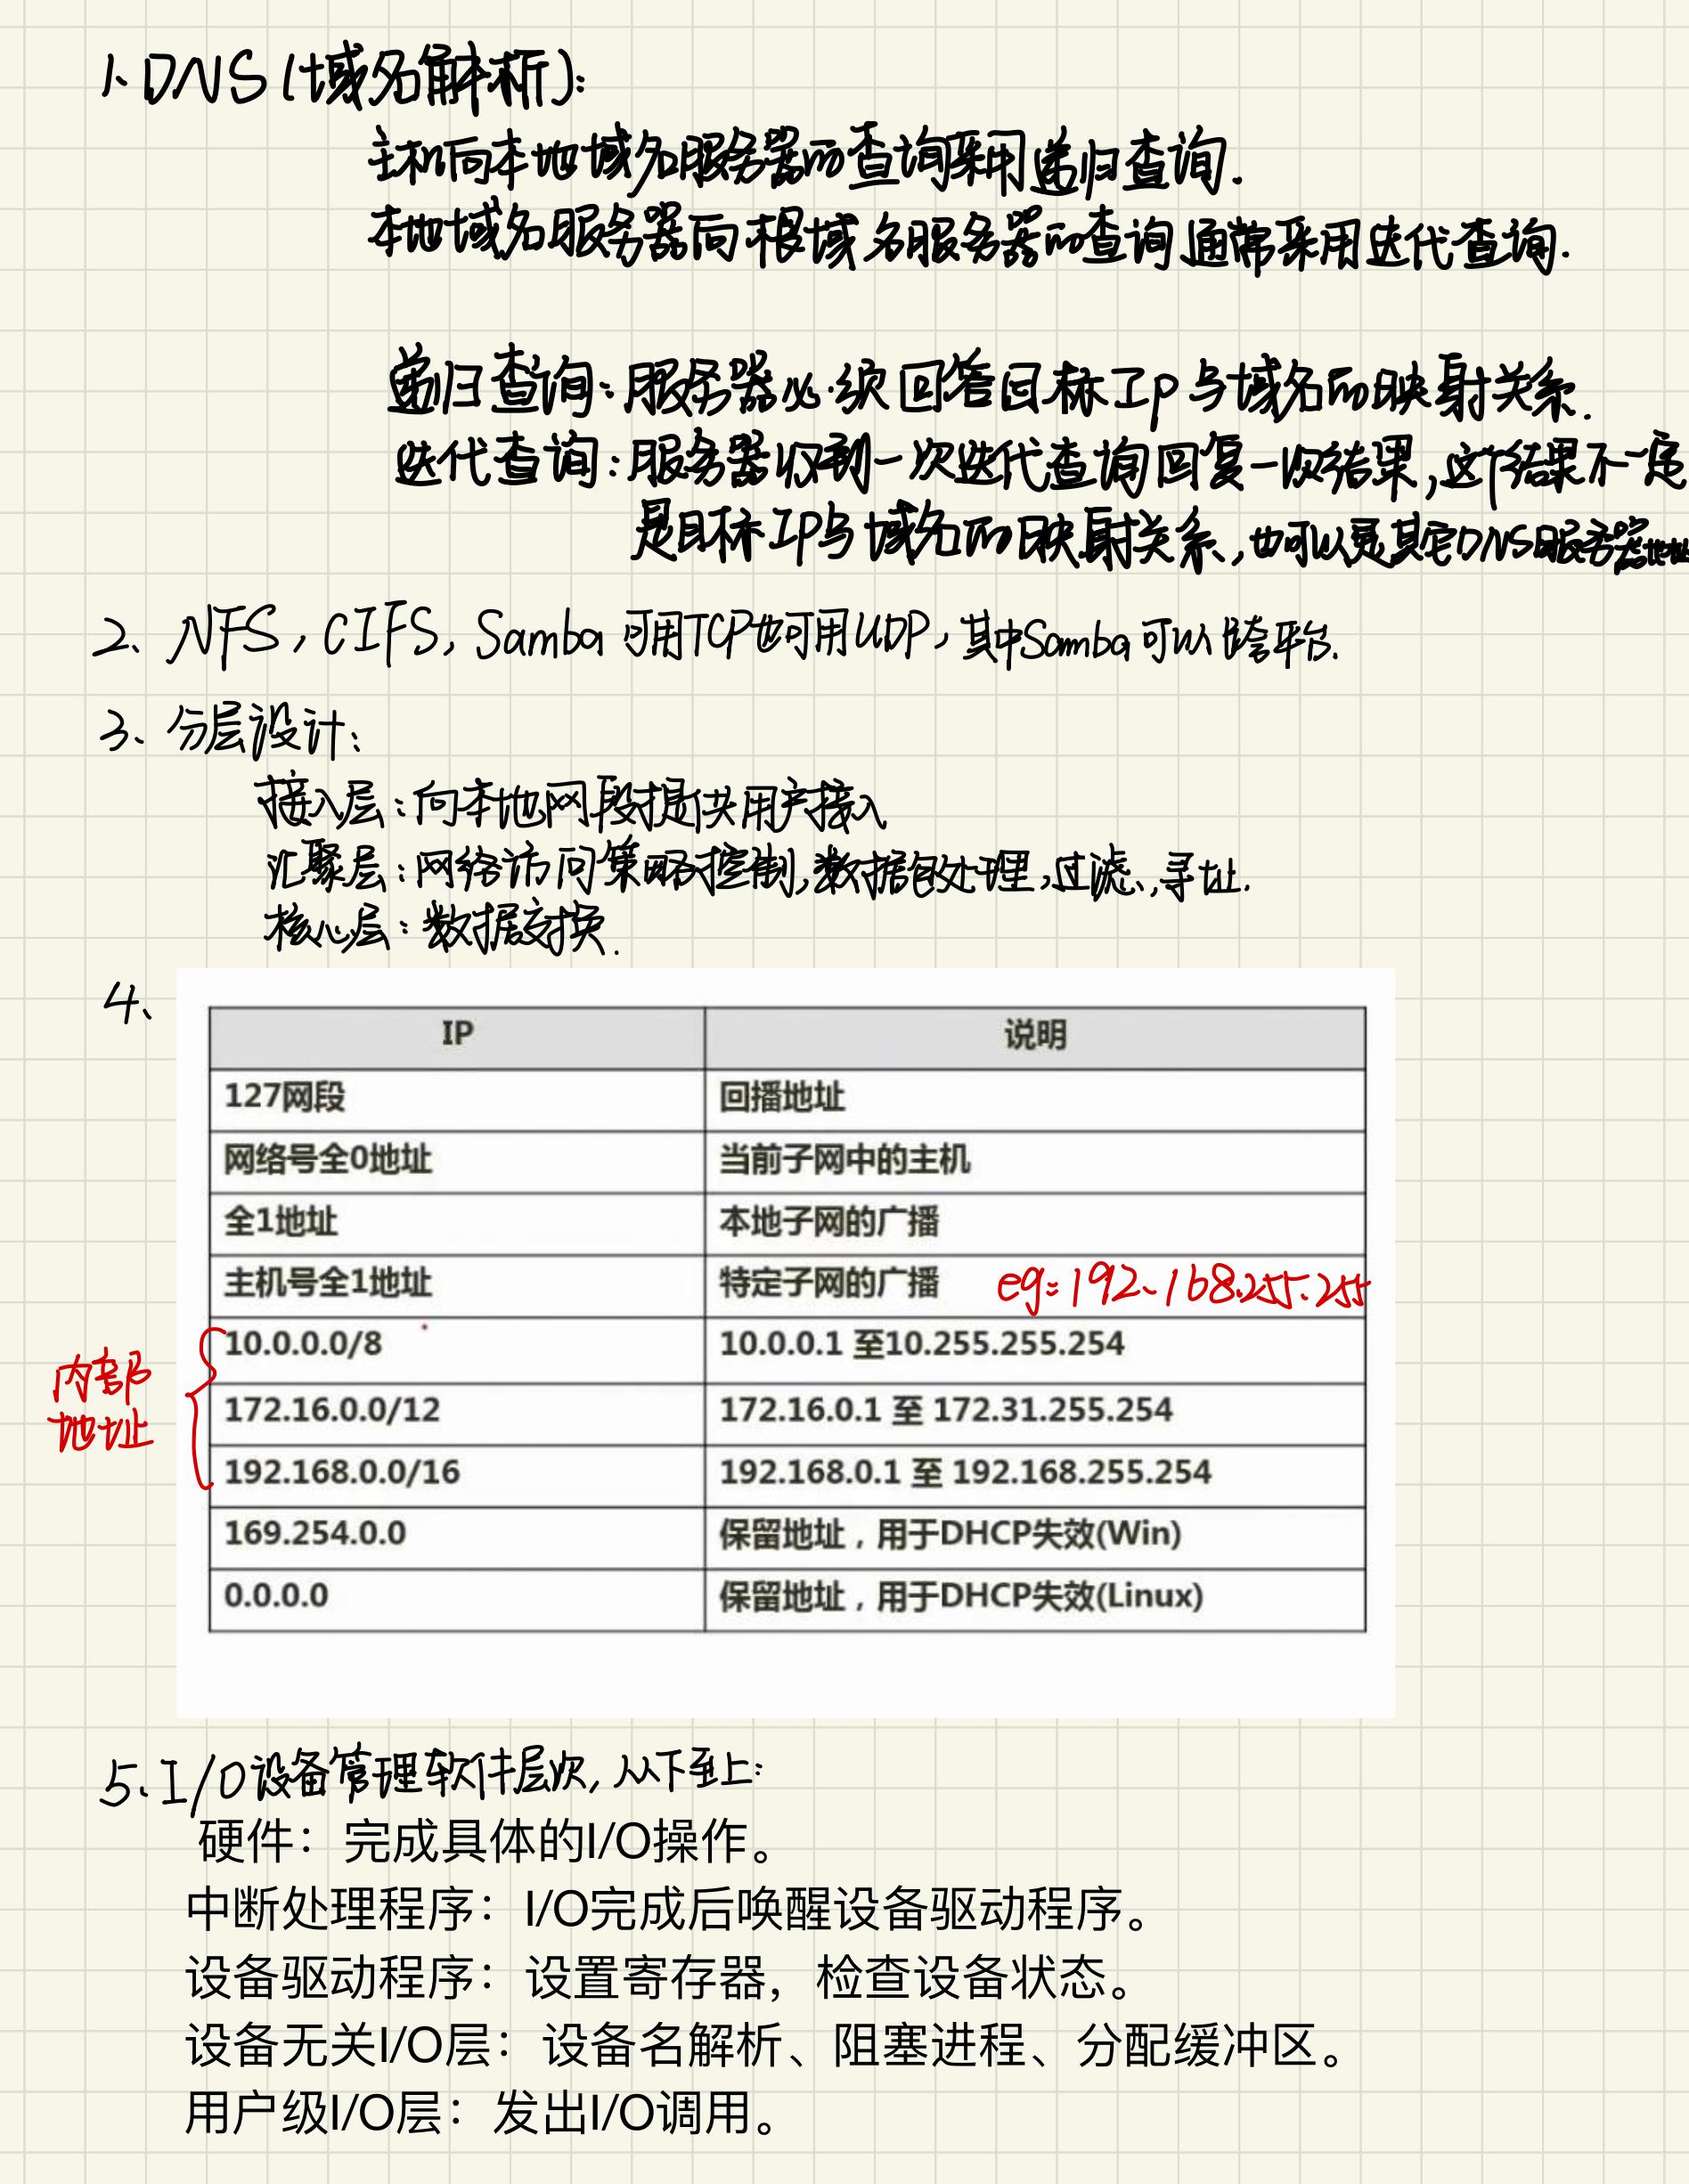 1、DNS(域名解析):
主机向本地域名服务器的查询采用递归查询.
本地域名服务器向根域名服务器的查询通常采用迭代查询.
递归查询:服务器必须回答目标IP与域名的映射关系.
迭代查询:服务器收到一次迭代查询回复一次结果,这个结果不一定
是目标IP与域名的映射关系,也可以是其它DNS服务器地址
2、NFS,CIFS,Samba可用TCP也可用UDP,其中Samba可以跨平台.
3、分层设计:
接入层:向本地网段提供用户接入
汇聚层:网络访问策略控制,数据包处理,过滤,寻址.
核心层:数据交换.
4、
IP 说明
127网段 回播地址
网络号全0地址 当前子网中的主机
全1地址 本地子网的广播
主机号全1地址 特定子网的广播 eg:192.168.255.255
内部
地址
10.0.0.0/8 10.0.0.1 至10.255.255.254
172.16.0.0/12 172.16.0.1 至 172.31.255.254
192.168.0.0/16 192.168.0.1 至 192.168.255.254
169.254.0.0 保留地址，用于DHCP失效(Win)
0.0.0.0 保留地址，用于DHCP失效(Linux)
5、I/O设备管理软件层次,从下至上:
硬件：完成具体的I/O操作。
中断处理程序：I/O完成后唤醒设备驱动程序。
设备驱动程序：设置寄存器，检查设备状态。
设备无关I/O层：设备名解析、阻塞进程、分配缓冲区。
用户级I/O层：发出I/O调用。